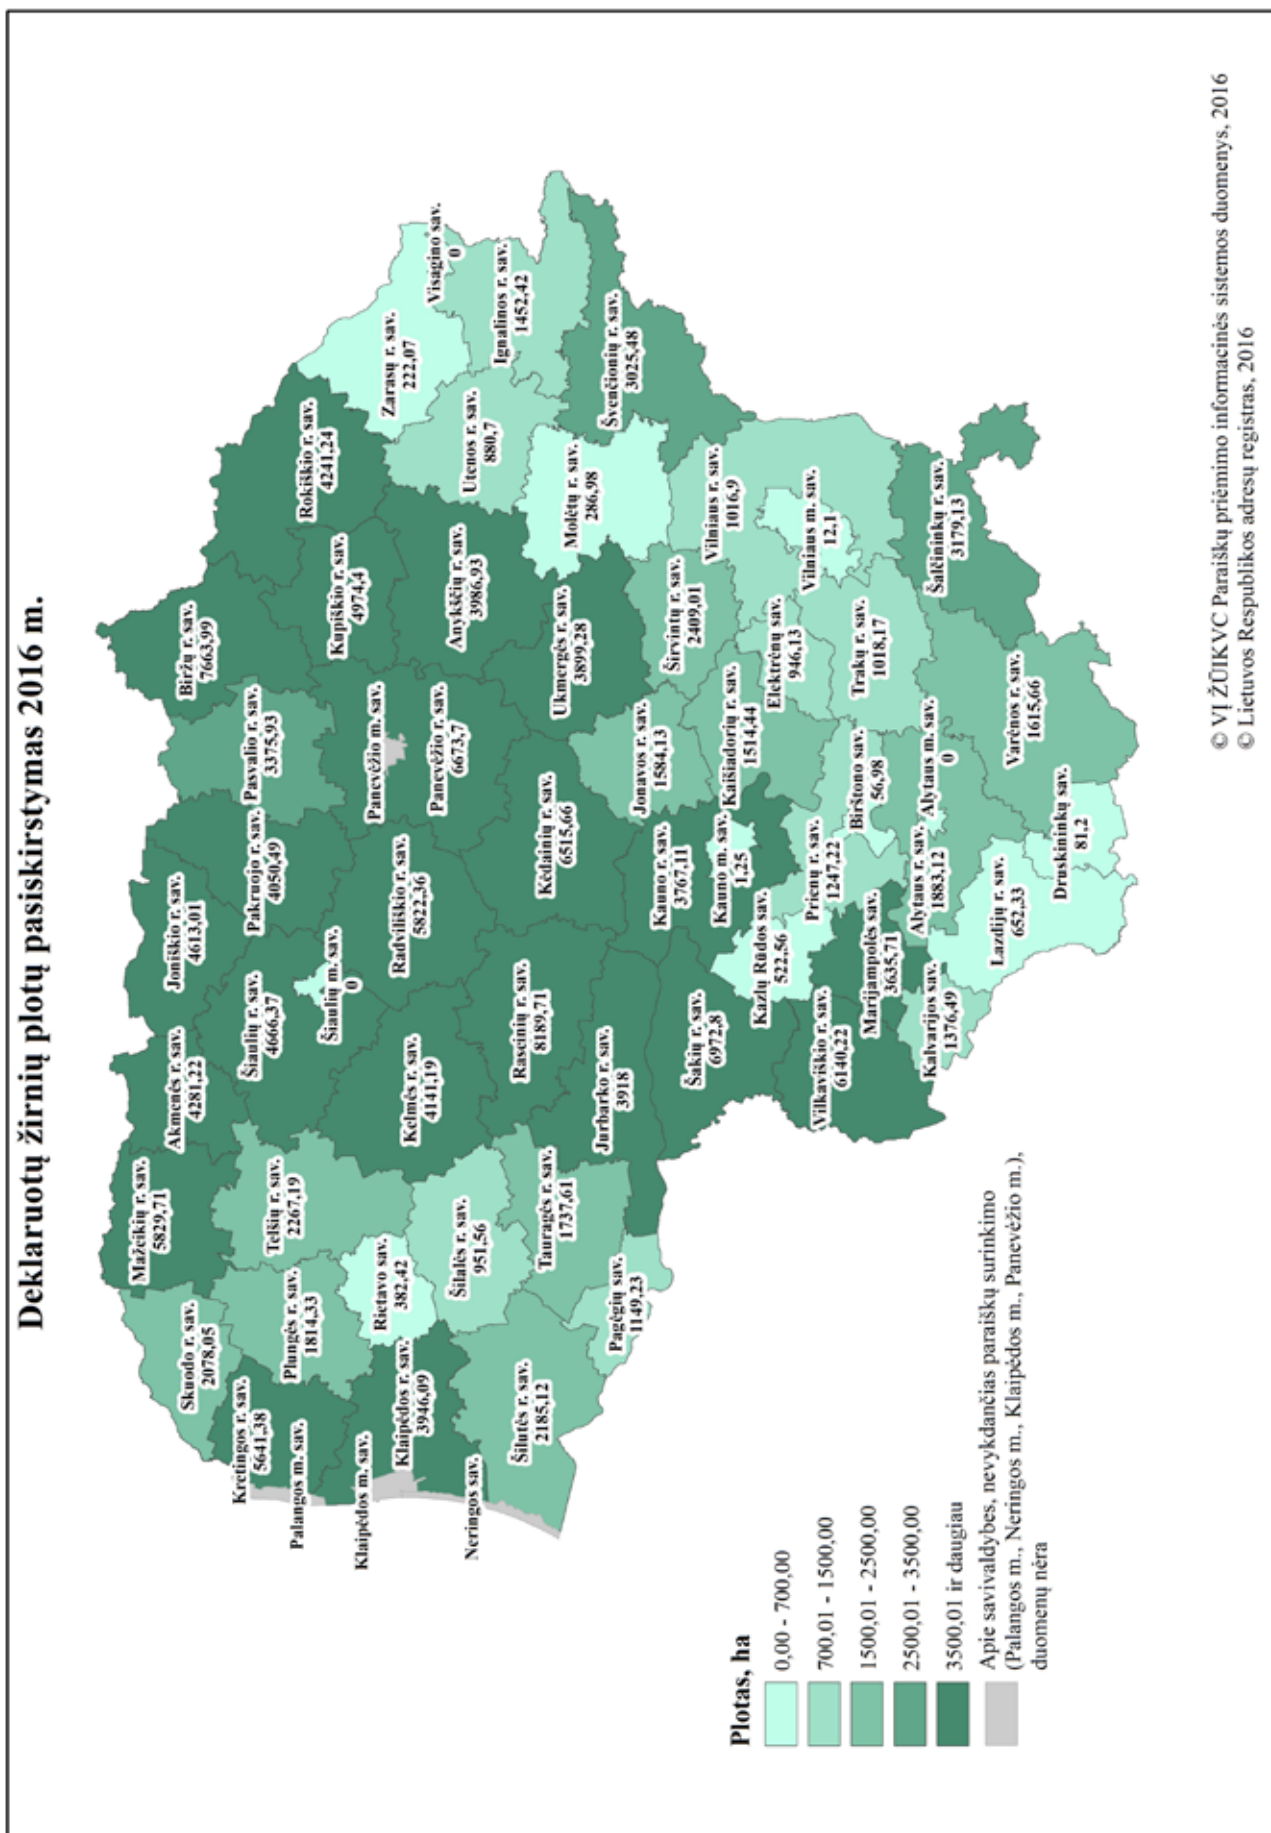 Deklaruotų žirnių plotų pasiskirstymas 2016 m.
Skuodo r. sav.
2078,05
Mažeikių r. sav.
5829,71
Akmenės r. sav.
4281,22
Joniškio r. sav.
4613,01
Pasvalio r. sav.
3375,93
Biržų r. sav.
7663,99
Kretingos r. sav.
5641,38
Palangos m. sav.
Plungės r. sav.
1814,33
Telšių r. sav.
2267,19
Šiaulių r. sav.
4666,37
Šiaulių m. sav.
0
Pakruojo r. sav.
4050,49
Panevėžio m. sav.
Kupiškio r. sav.
4974,4
Rokiškio r. sav.
4241,24
Klaipėdos m. sav.
Klaipėdos r. sav.
3946,09
Rietavo sav.
382,42
Kelmės r. sav.
4141,19
Radviliškio r. sav.
5822,36
Panevėžio r. sav.
6673,7
Anykščių r. sav.
3986,93
Utenos r. sav.
880,7
Zarasų r. sav.
222,07
Visagino sav.
0
Neringos sav.
Šilutės r. sav.
2185,12
Šilalės r. sav.
951,56
Tauragės r. sav.
1737,61
Raseinių r. sav.
8189,71
Kėdainių r. sav.
6515,66
Ukmergės r. sav.
3899,28
Molėtų r. sav.
286,98
Ignalinos r. sav.
1452,42
Švenčionių r. sav.
3025,48
Pagėgių sav.
1149,23
Jurbarko r. sav.
3918
Šakių r. sav.
6972,8
Kauno r. sav.
3767,11
Kauno m. sav.
1,25
Jonavos r. sav.
1584,13
Kaišiadorių r. sav.
1514,44
Širvintų r. sav.
2409,01
Vilniaus r. sav.
1016,9
Vilniaus m. sav.
12,1
Elektrėnų sav.
946,13
Kazlų Rūdos sav.
522,56
Prienų r. sav.
1247,22
Birštono sav.
56,98
Trakų r. sav.
1018,17
Vilkaviškio r. sav.
6140,22
Marijampolės sav.
3635,71
Kalvarijos sav.
1376,49
Alytaus r. sav.
1883,12
Alytaus m. sav.
0
Šalčininkų r. sav.
3179,13
Lazdijų r. sav.
652,33
Druskininkų sav.
81,2
Varėnos r. sav.
1615,66
Plotas, ha
0,00 - 700,00
700,01 - 1500,00
1500,01 - 2500,00
2500,01 - 3500,00
3500,01 ir daugiau
Apie savivaldybes, nevykdančias paraiškų surinkimo
(Palangos m., Neringos m., Klaipėdos m., Panevėžio m.),
duomenų nėra
© VĮ ŽŪIKVC Paraiškų priėmimo informacinės sistemos duomenys, 2016
© Lietuvos Respublikos adresų registras, 2016